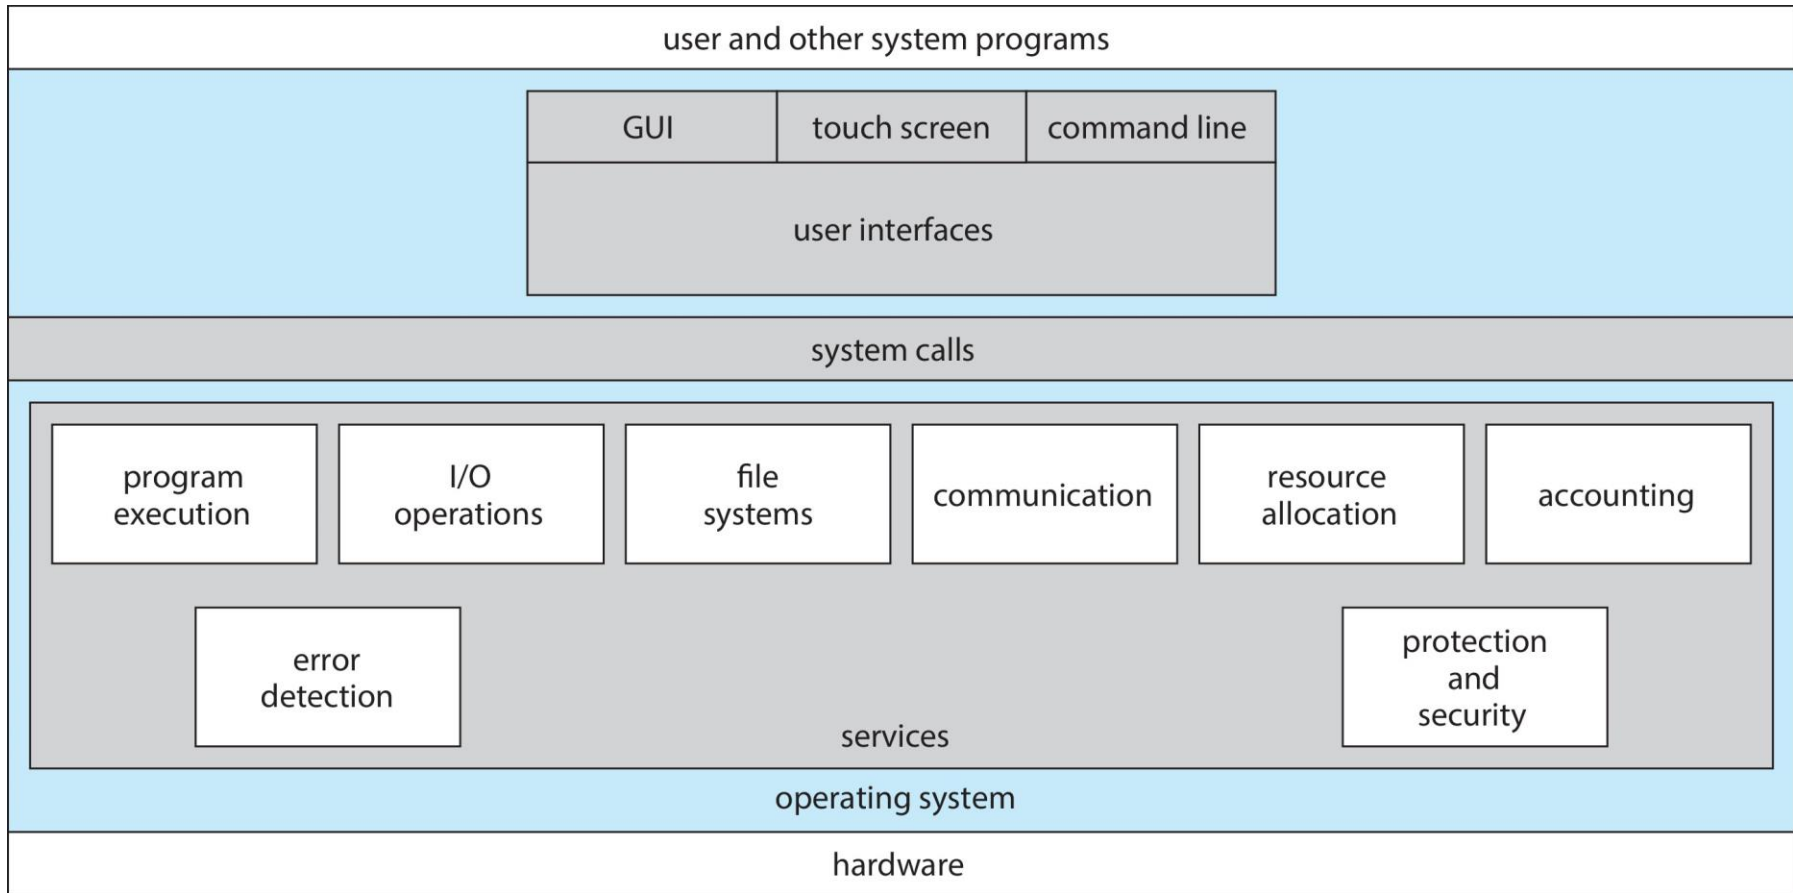 user and other system programs
GUI
touch screen
command line
user interfaces
system calls
program
execution
I/O
operations
file
systems
communication
resource
allocation
accounting
error
detection
protection
and
security
services
operating system
hardware